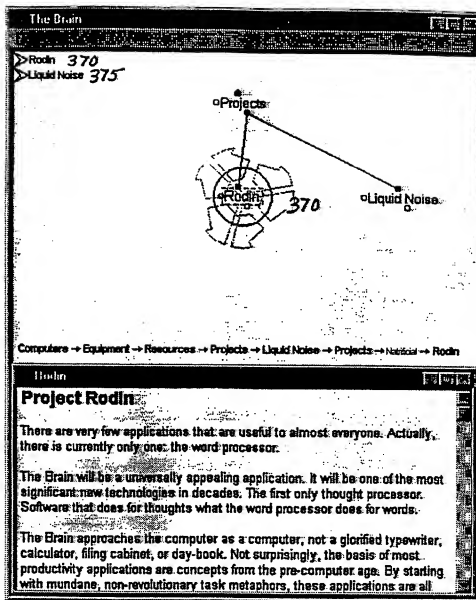 The Brain
Rodin 370
Liquid Noise 375
Projects
Rodin 370
Liquid Noise
Computers → Equipment → Resources → Projects → Liquid Noise → Projects → Natrificial → Rodin
Rodin
Project Rodin
There are very few applications that are useful to almost everyone. Actually,
there is currently only one: the word processor.
The Brain will be a universally appealing application. It will be one of the most
significant new technologies in decades. The first only thought processor.
Software that does for thoughts what the word processor does for words.
The Brain approaches the computer as a computer; not a glorified typewriter,
calculator, filing cabinet, or day-book. Not surprisingly, the basis of most
productivity applications are concepts from the pre-computer age. By starting
with mundane, non-revolutionary task metaphors, these applications are all